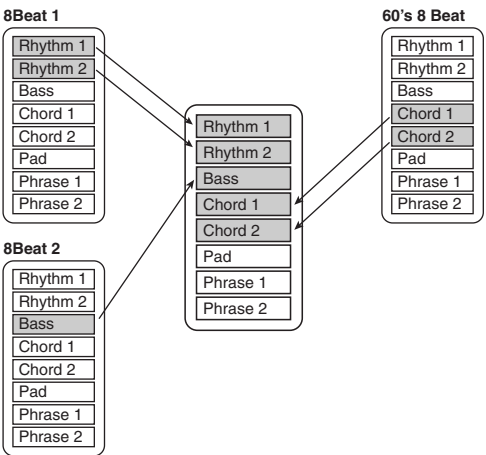 8Beat 1
Rhythm 1
Rhythm 2
Bass
Chord 1
Chord 2
Pad
Phrase 1
Phrase 2
8Beat 2
Rhythm 1
Rhythm 2
Bass
Chord 1
Chord 2
Pad
Phrase 1
Phrase 2
Rhythm 1
Rhythm 2
Bass
Chord 1
Chord 2
Pad
Phrase 1
Phrase 2
60's 8 Beat
Rhythm 1
Rhythm 2
Bass
Chord 1
Chord 2
Pad
Phrase 1
Phrase 2